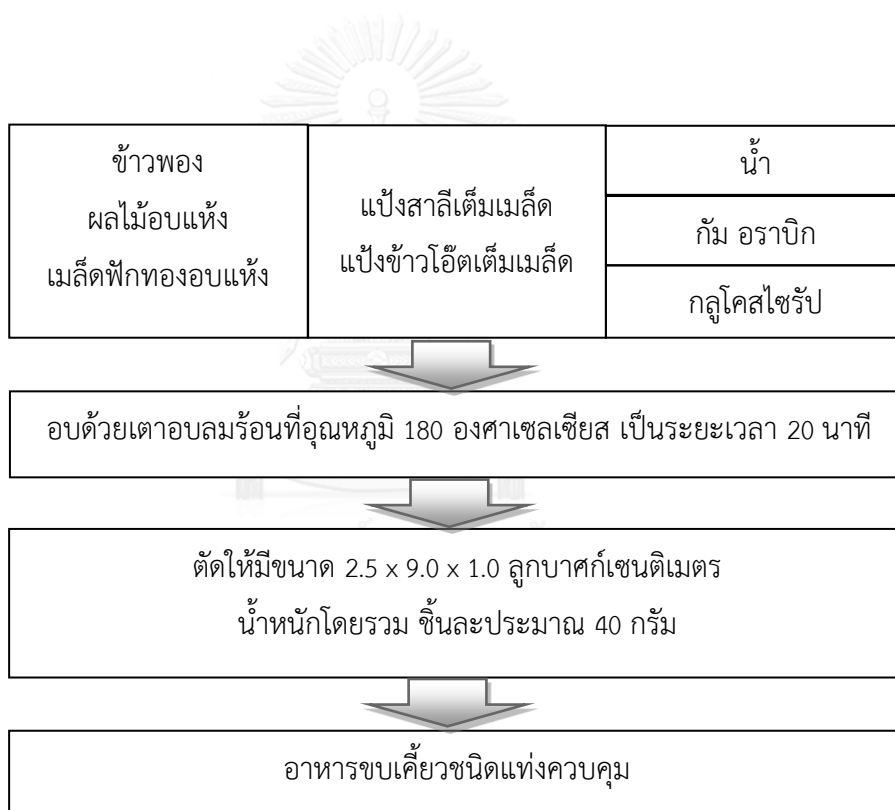 ข้าวพอง
ผลไม้อบแห้ง
เมล็ดฟักทองอบแห้ง
แป้งสาลีเต็มเมล็ด
แป้งข้าวโอ๊ตเต็มเมล็ด
น้ำ
กัม อราบิก
กลูโคสไซรัป
อบด้วยเตาอบลมร้อนที่อุณหภูมิ 180 องศาเซลเซียส เป็นระยะเวลา 20 นาที
ตัดให้มีขนาด 2.5 x 9.0 x 1.0 ลูกบาศก์เซนติเมตร
น้ำหนักโดยรวม ชิ้นละประมาณ 40 กรัม
อาหารขบเคี้ยวชนิดแท่งควบคุม